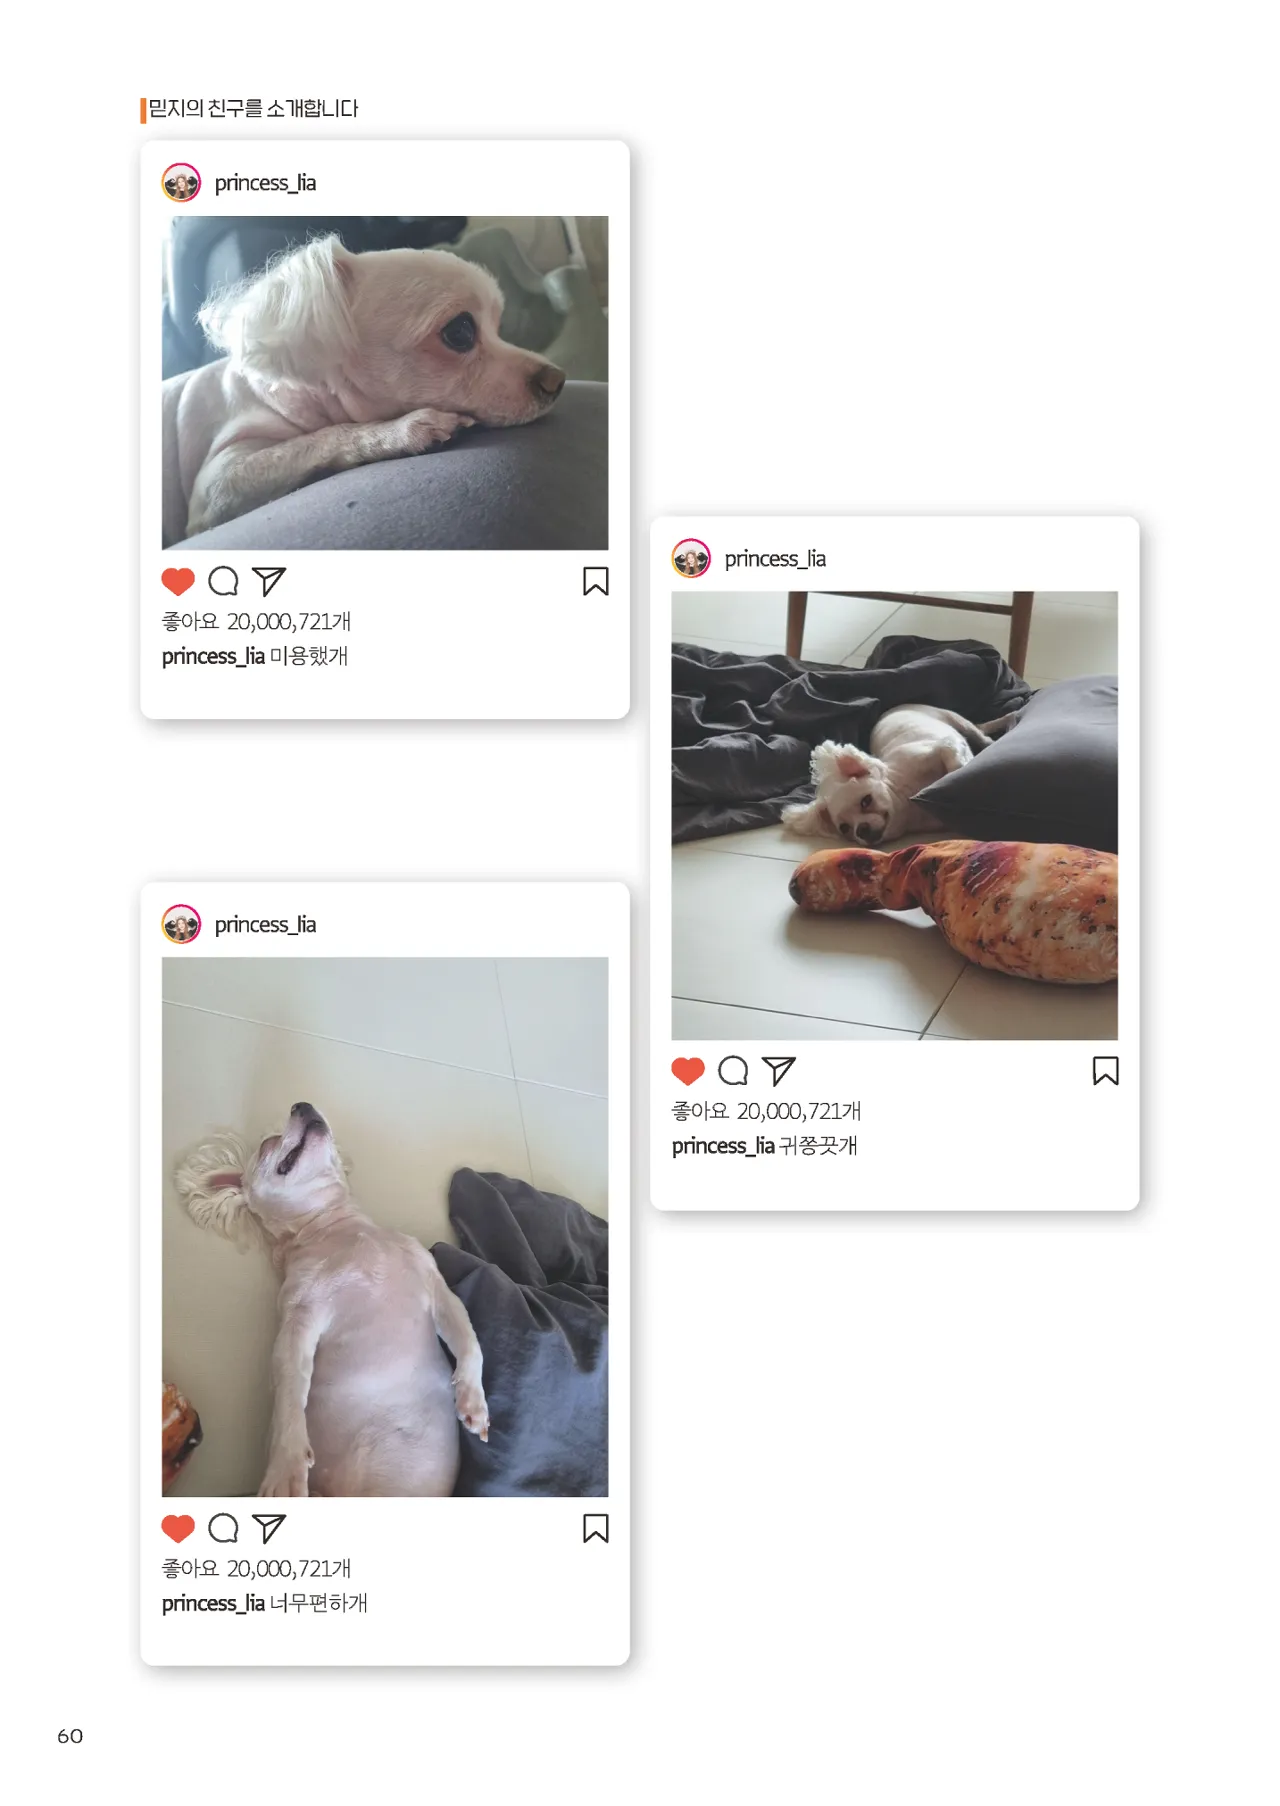 믿지의 친구를 소개합니다
princess_lia
좋아요 20,000,721개
princess_lia 미용했개
princess_lia
좋아요 20,000,721개
princess_lia 귀쫑끗개
princess_lia
좋아요 20,000,721개
princess_lia 너무편하개
60